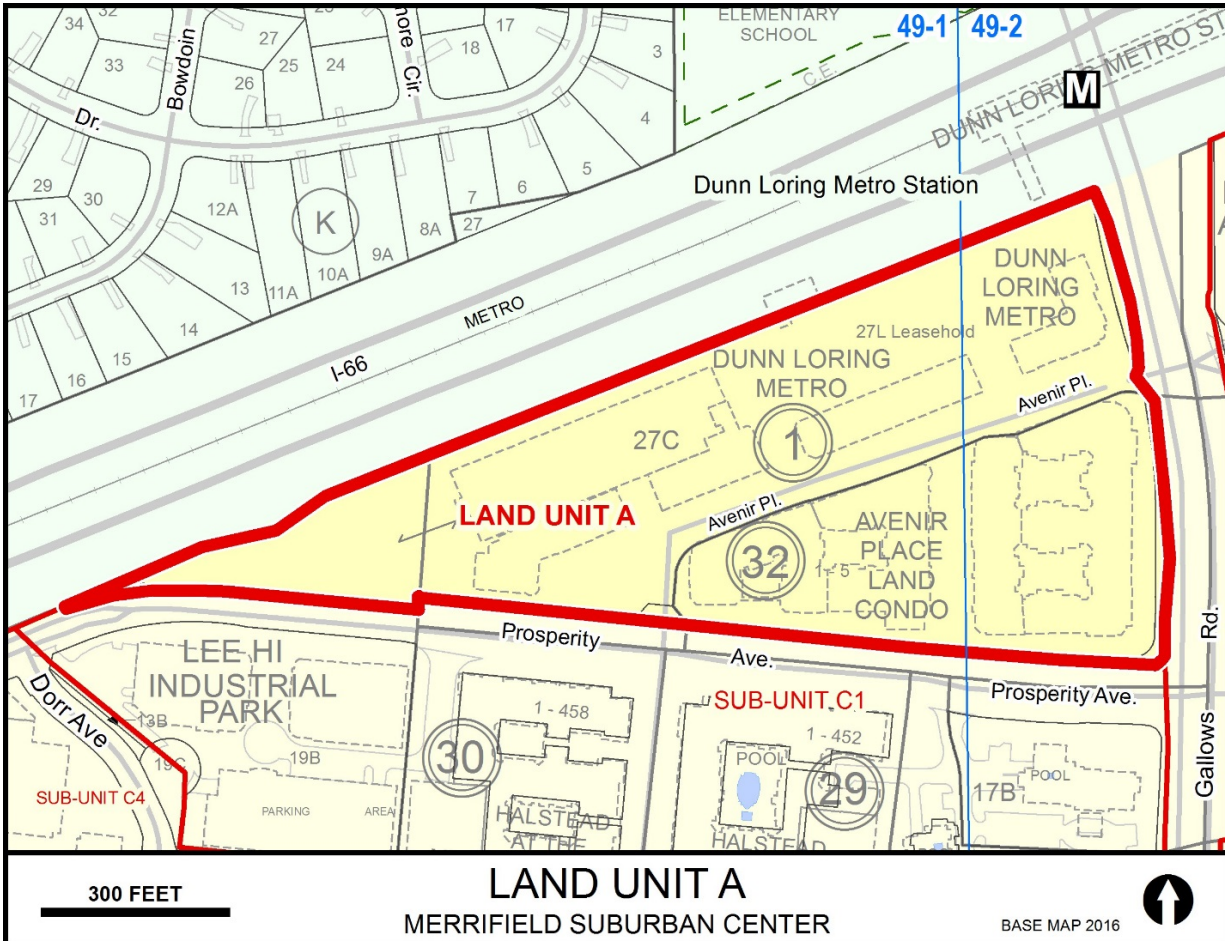 34
32
33
Bowdoin
27
26
25
24
more Cir.
18
17
3
ELEMENTARY
SCHOOL
49-1
49-2
C.E.
M
DUNN LORING METRO ST
Dr.
4
29
30
31
12A
K
7
6
5
27
8A
9A
10A
11A
13
14
15
16
17
Dunn Loring Metro Station
METRO
I-66
DUNN
LORING
METRO
27L Leasehold
DUNN LORING
METRO
Avenir Pl.
27C
1
LAND UNIT A
Avenir Pl.
32
1 - 5
AVENIR
PLACE
LAND
CONDO
Prosperity
Ave.
Prosperity Ave.
Gallows
Rd.
LEE HI
INDUSTRIAL
PARK
Dorr Ave
13B
19C
19B
SUB-UNIT C4
PARKING
AREA
30
1 - 458
HALSTEAD
AT THE
SUB-UNIT C1
1 - 452
POOL
29
HALSTEAD
17B
POOL
300 FEET
LAND UNIT A
MERRIFIELD SUBURBAN CENTER
BASE MAP 2016